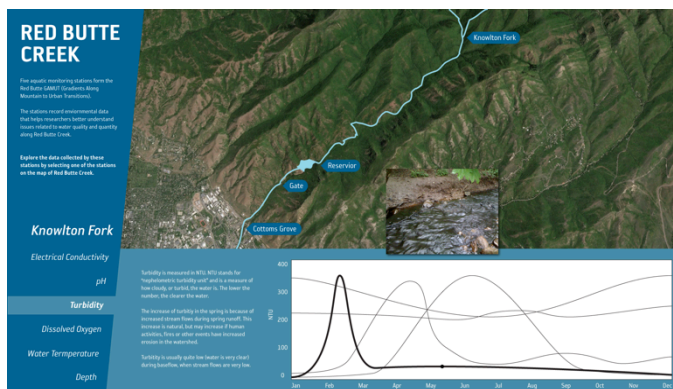 RED BUTTE
CREEK
Five aquatic monitoring stations form the
Red Butte GAMUT (Gradients Along
Mountain to Urban Transitions).
The stations record enviornmental data
that helps researchers better understand
issues related to water quality and quantity
along Red Butte Creek.
Explore the data collected by these
stations by selecting one of the stations
on the map of Red Butte Creek.
Knowlton Fork
Reservior
Gate
Cottoms Grove
Knowlton Fork
Electrical Conductivity
pH
Turbidity
Dissolved Oxygen
Water Termperature
Depth
Turbidity is measured in NTU. NTU stands for
"nephelometric turbidity unit" and is a measure of
how cloudy, or turbid, the water is. The lower the
number, the clearer the water.
The increase of turbity in the spring is because of
increased stream flows during spring runoff. This
increase is natural, but may increase if human
activities, fires or other events have increased
erosion in the watershed.
Turbidity is usually quite low (water is very clear)
during baseflow, when stream flows are very low.
NTU
400
300
200
100
0
Jan Feb Mar Apr May Jun Jul Aug Sep Oct Nov Dec